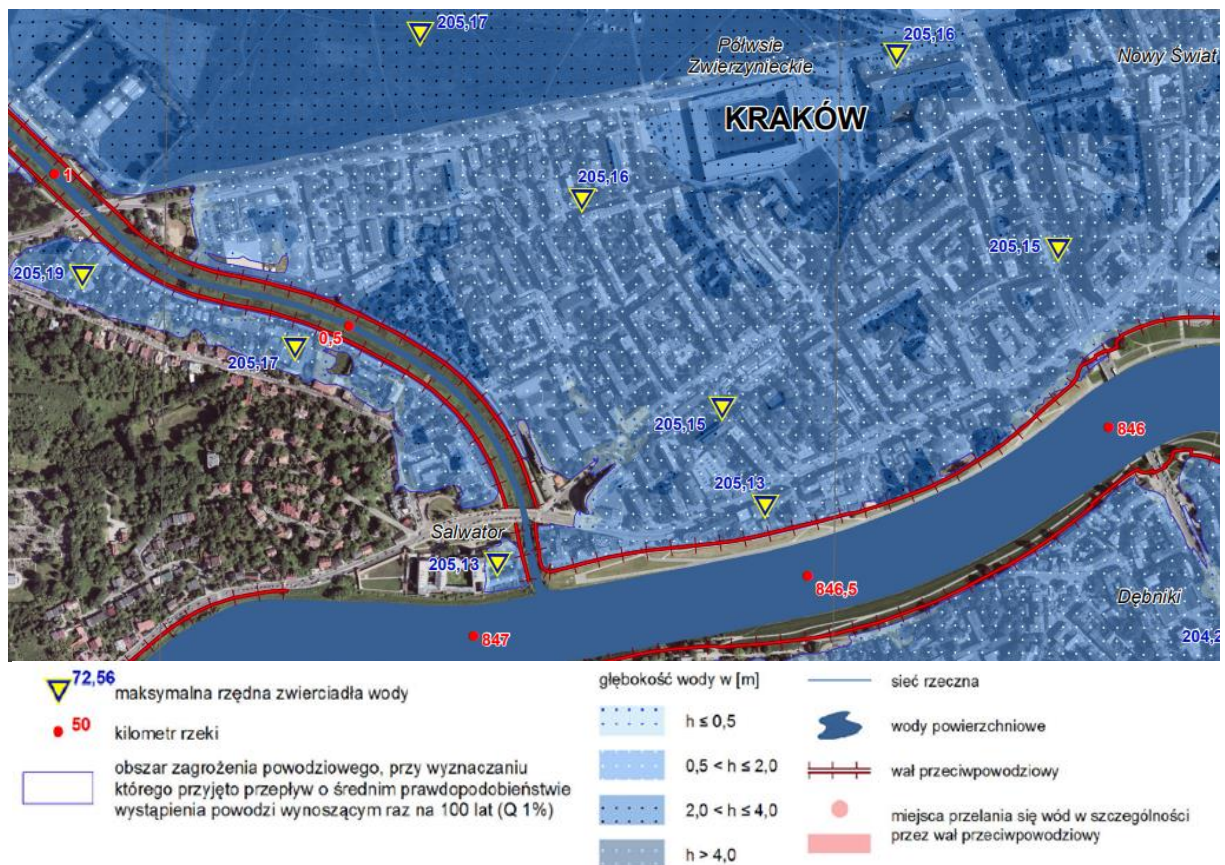 205,17
205,16
Półwsie
Zwierzynieckie
Nowy Świat
KRAKÓW
1
205,16
205,15
205,19
0,5
205,17
205,15
846
205,13
Salwator
205,13
846,5
Dębniki
847
204,2
72,56
maksymalna rzędna zwierciadła wody
50
kilometr rzeki
obszar zagrożenia powodziowego, przy wyznaczaniu
którego przyjęto przepływ o średnim prawdopodobieństwie
wystąpienia powodzi wynoszącym raz na 100 lat (Q 1%)
głębokość wody w [m]
h ≤ 0,5
0,5 < h ≤ 2,0
2,0 < h ≤ 4,0
h > 4,0
sieć rzeczna
wody powierzchniowe
wał przeciwpowodziowy
miejsca przelania się wód w szczególności
przez wał przeciwpowodziowy